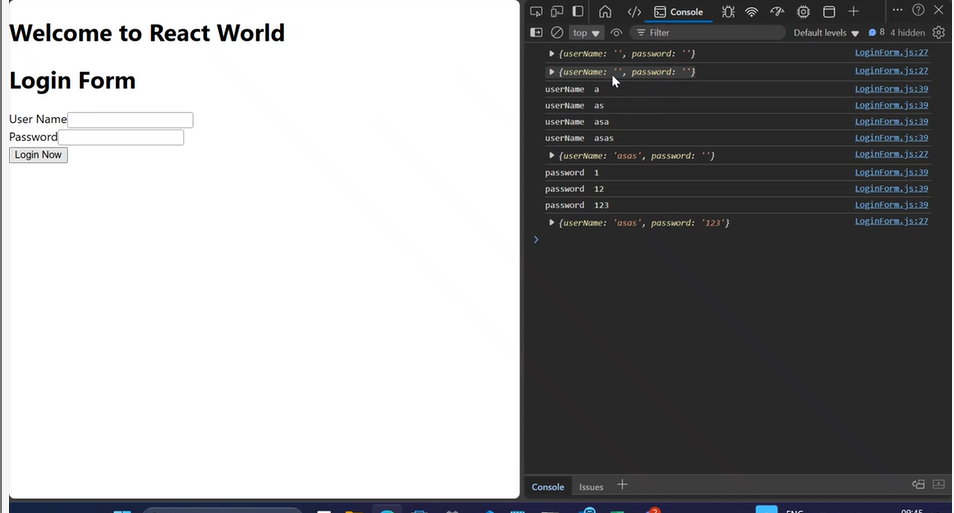 Welcome to React World
Login Form
User Name
Password
Login Now
Console
top
Filter
Default levels
8
4 hidden
{userName: '', password: ''} LoginForm.js:27
{userName: '', password: ''} LoginForm.js:27
userName a LoginForm.js:39
userName as LoginForm.js:39
userName asa LoginForm.js:39
userName asas LoginForm.js:39
{userName: 'asas', password: ''} LoginForm.js:27
password 1 LoginForm.js:39
password 12 LoginForm.js:39
password 123 LoginForm.js:39
{userName: 'asas', password: '123'} LoginForm.js:27
Console Issues